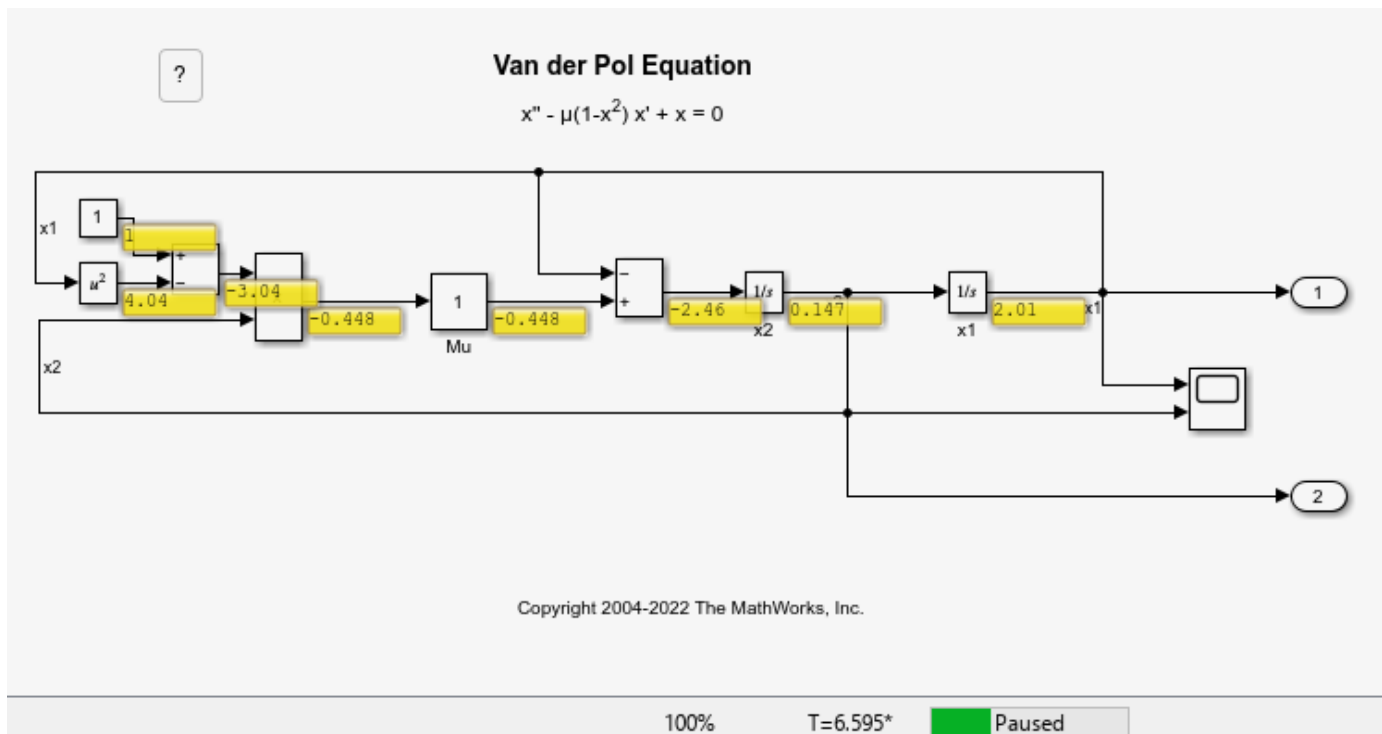 ?
Van der Pol Equation
x" - μ(1-x²) x' + x = 0
x1
1
1
+
u²
−
4.04
−3.04
−0.448
1
−0.448
Mu
−
+
−2.46
1/s
0.147
x2
1/s
2.01
x1
x1
1
x2
2
Copyright 2004-2022 The MathWorks, Inc.
100% T=6.595* Paused